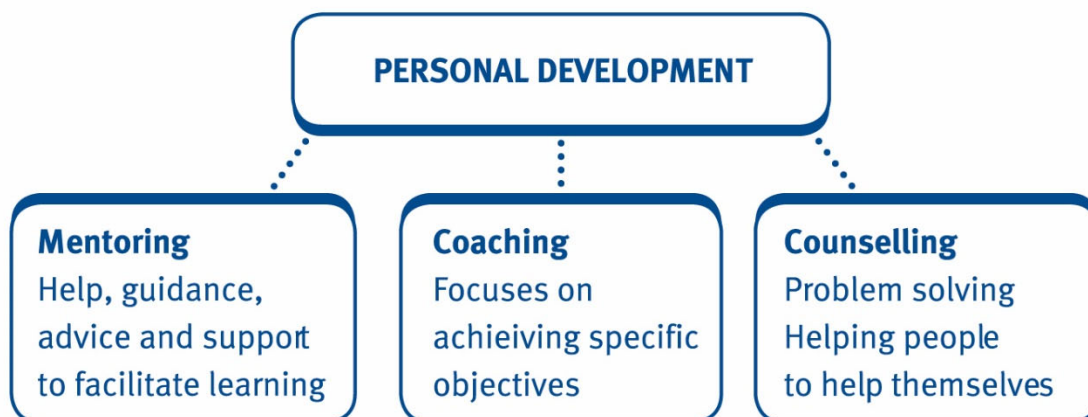 PERSONAL DEVELOPMENT
Mentoring
Help, guidance,
advice and support
to facilitate learning
Coaching
Focuses on
achieiving specific
objectives
Counselling
Problem solving
Helping people
to help themselves